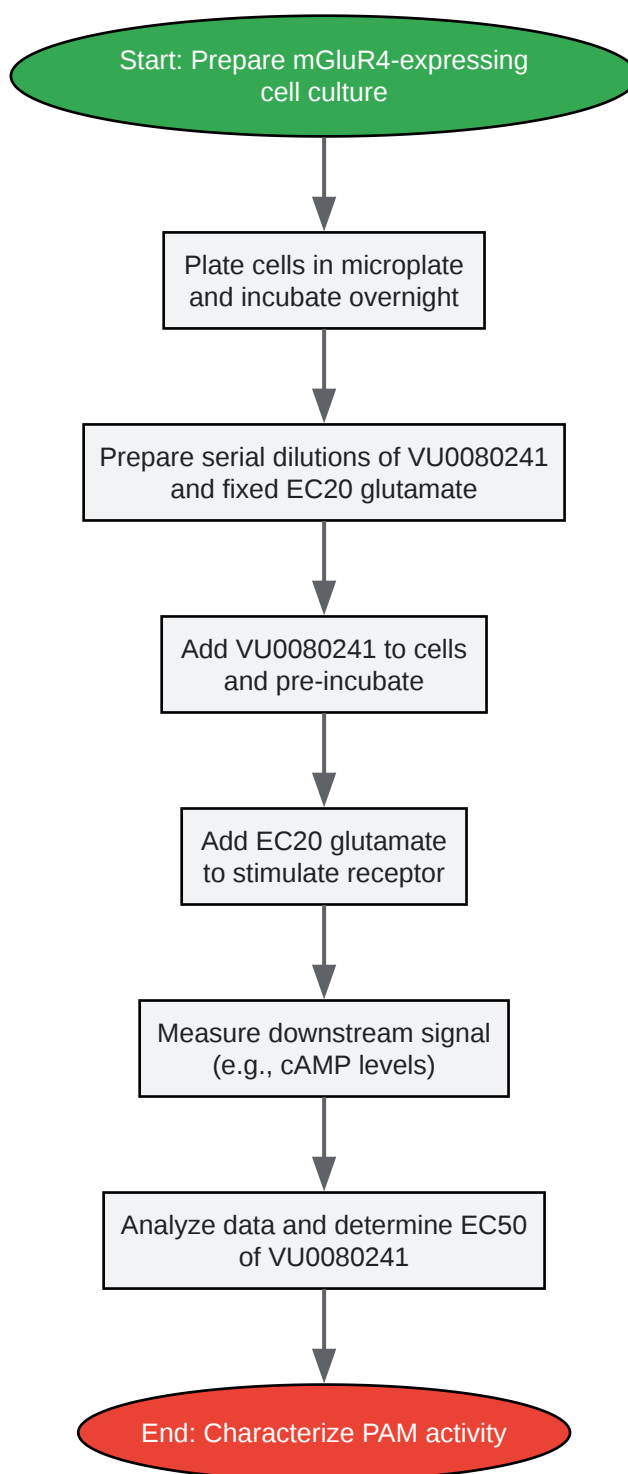 Start: Prepare mGluR4-expressing
cell culture
Plate cells in microplate
and incubate overnight
Prepare serial dilutions of VU0080241
and fixed EC20 glutamate
Add VU0080241 to cells
and pre-incubate
Add EC20 glutamate
to stimulate receptor
Measure downstream signal
(e.g., cAMP levels)
Analyze data and determine EC50
of VU0080241
End: Characterize PAM activity